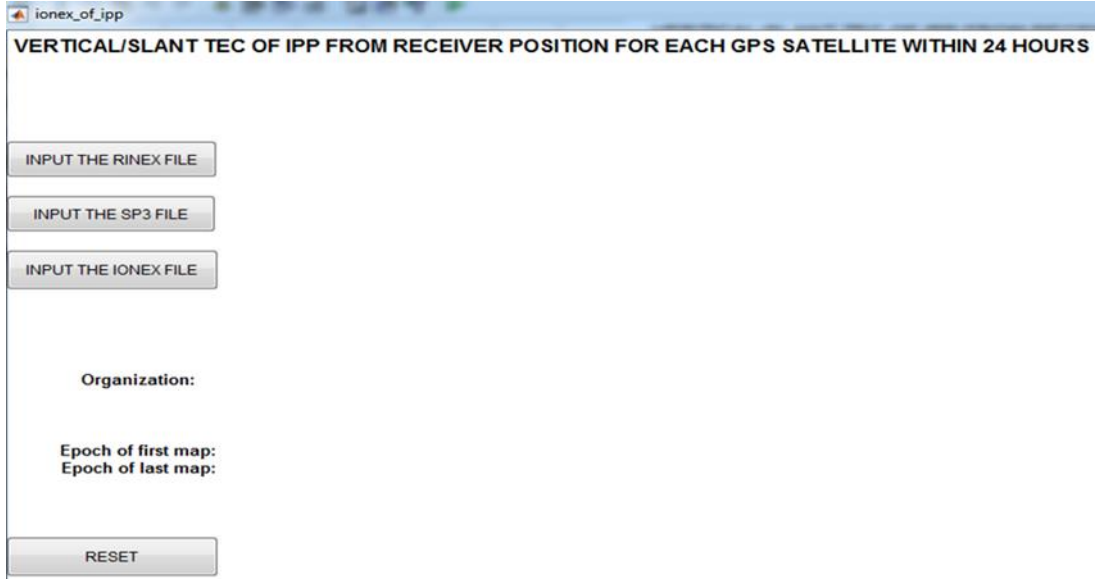 ionex_of_ipp
VERTICAL/SLANT TEC OF IPP FROM RECEIVER POSITION FOR EACH GPS SATELLITE WITHIN 24 HOURS
INPUT THE RINEX FILE
INPUT THE SP3 FILE
INPUT THE IONEX FILE
Organization:
Epoch of first map:
Epoch of last map:
RESET